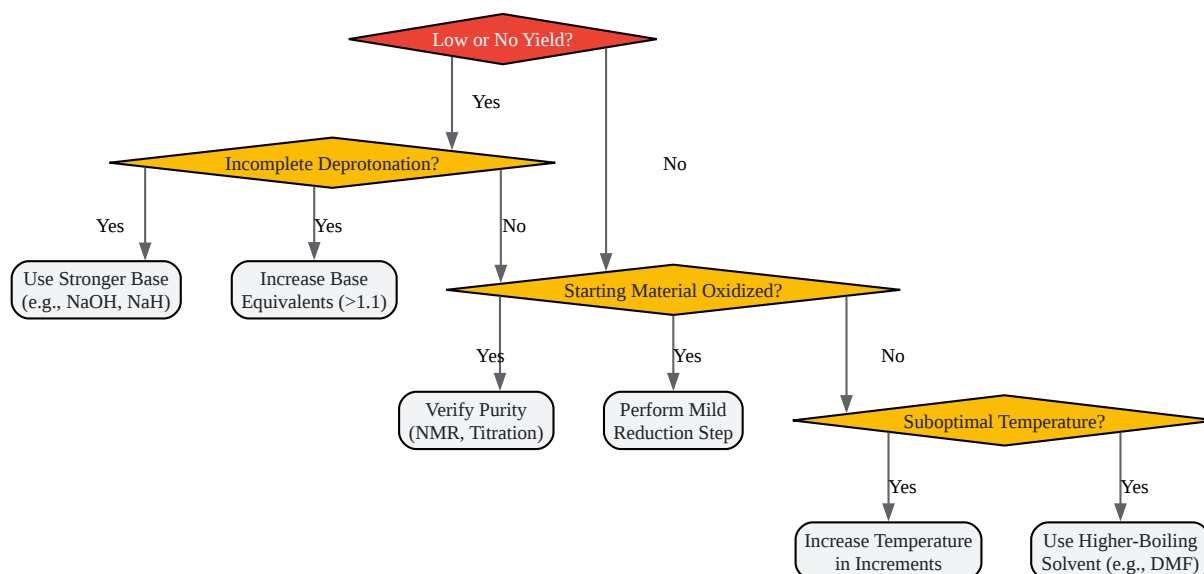 Low or No Yield?
Yes
Incomplete Deprotonation?
No
Yes
Yes
No
Use Stronger Base
(e.g., NaOH, NaH)
Increase Base
Equivalents (>1.1)
Starting Material Oxidized?
Yes
Yes
No
Verify Purity
(NMR, Titration)
Perform Mild
Reduction Step
Suboptimal Temperature?
Yes
Yes
Increase Temperature
in Increments
Use Higher-Boiling
Solvent (e.g., DMF)